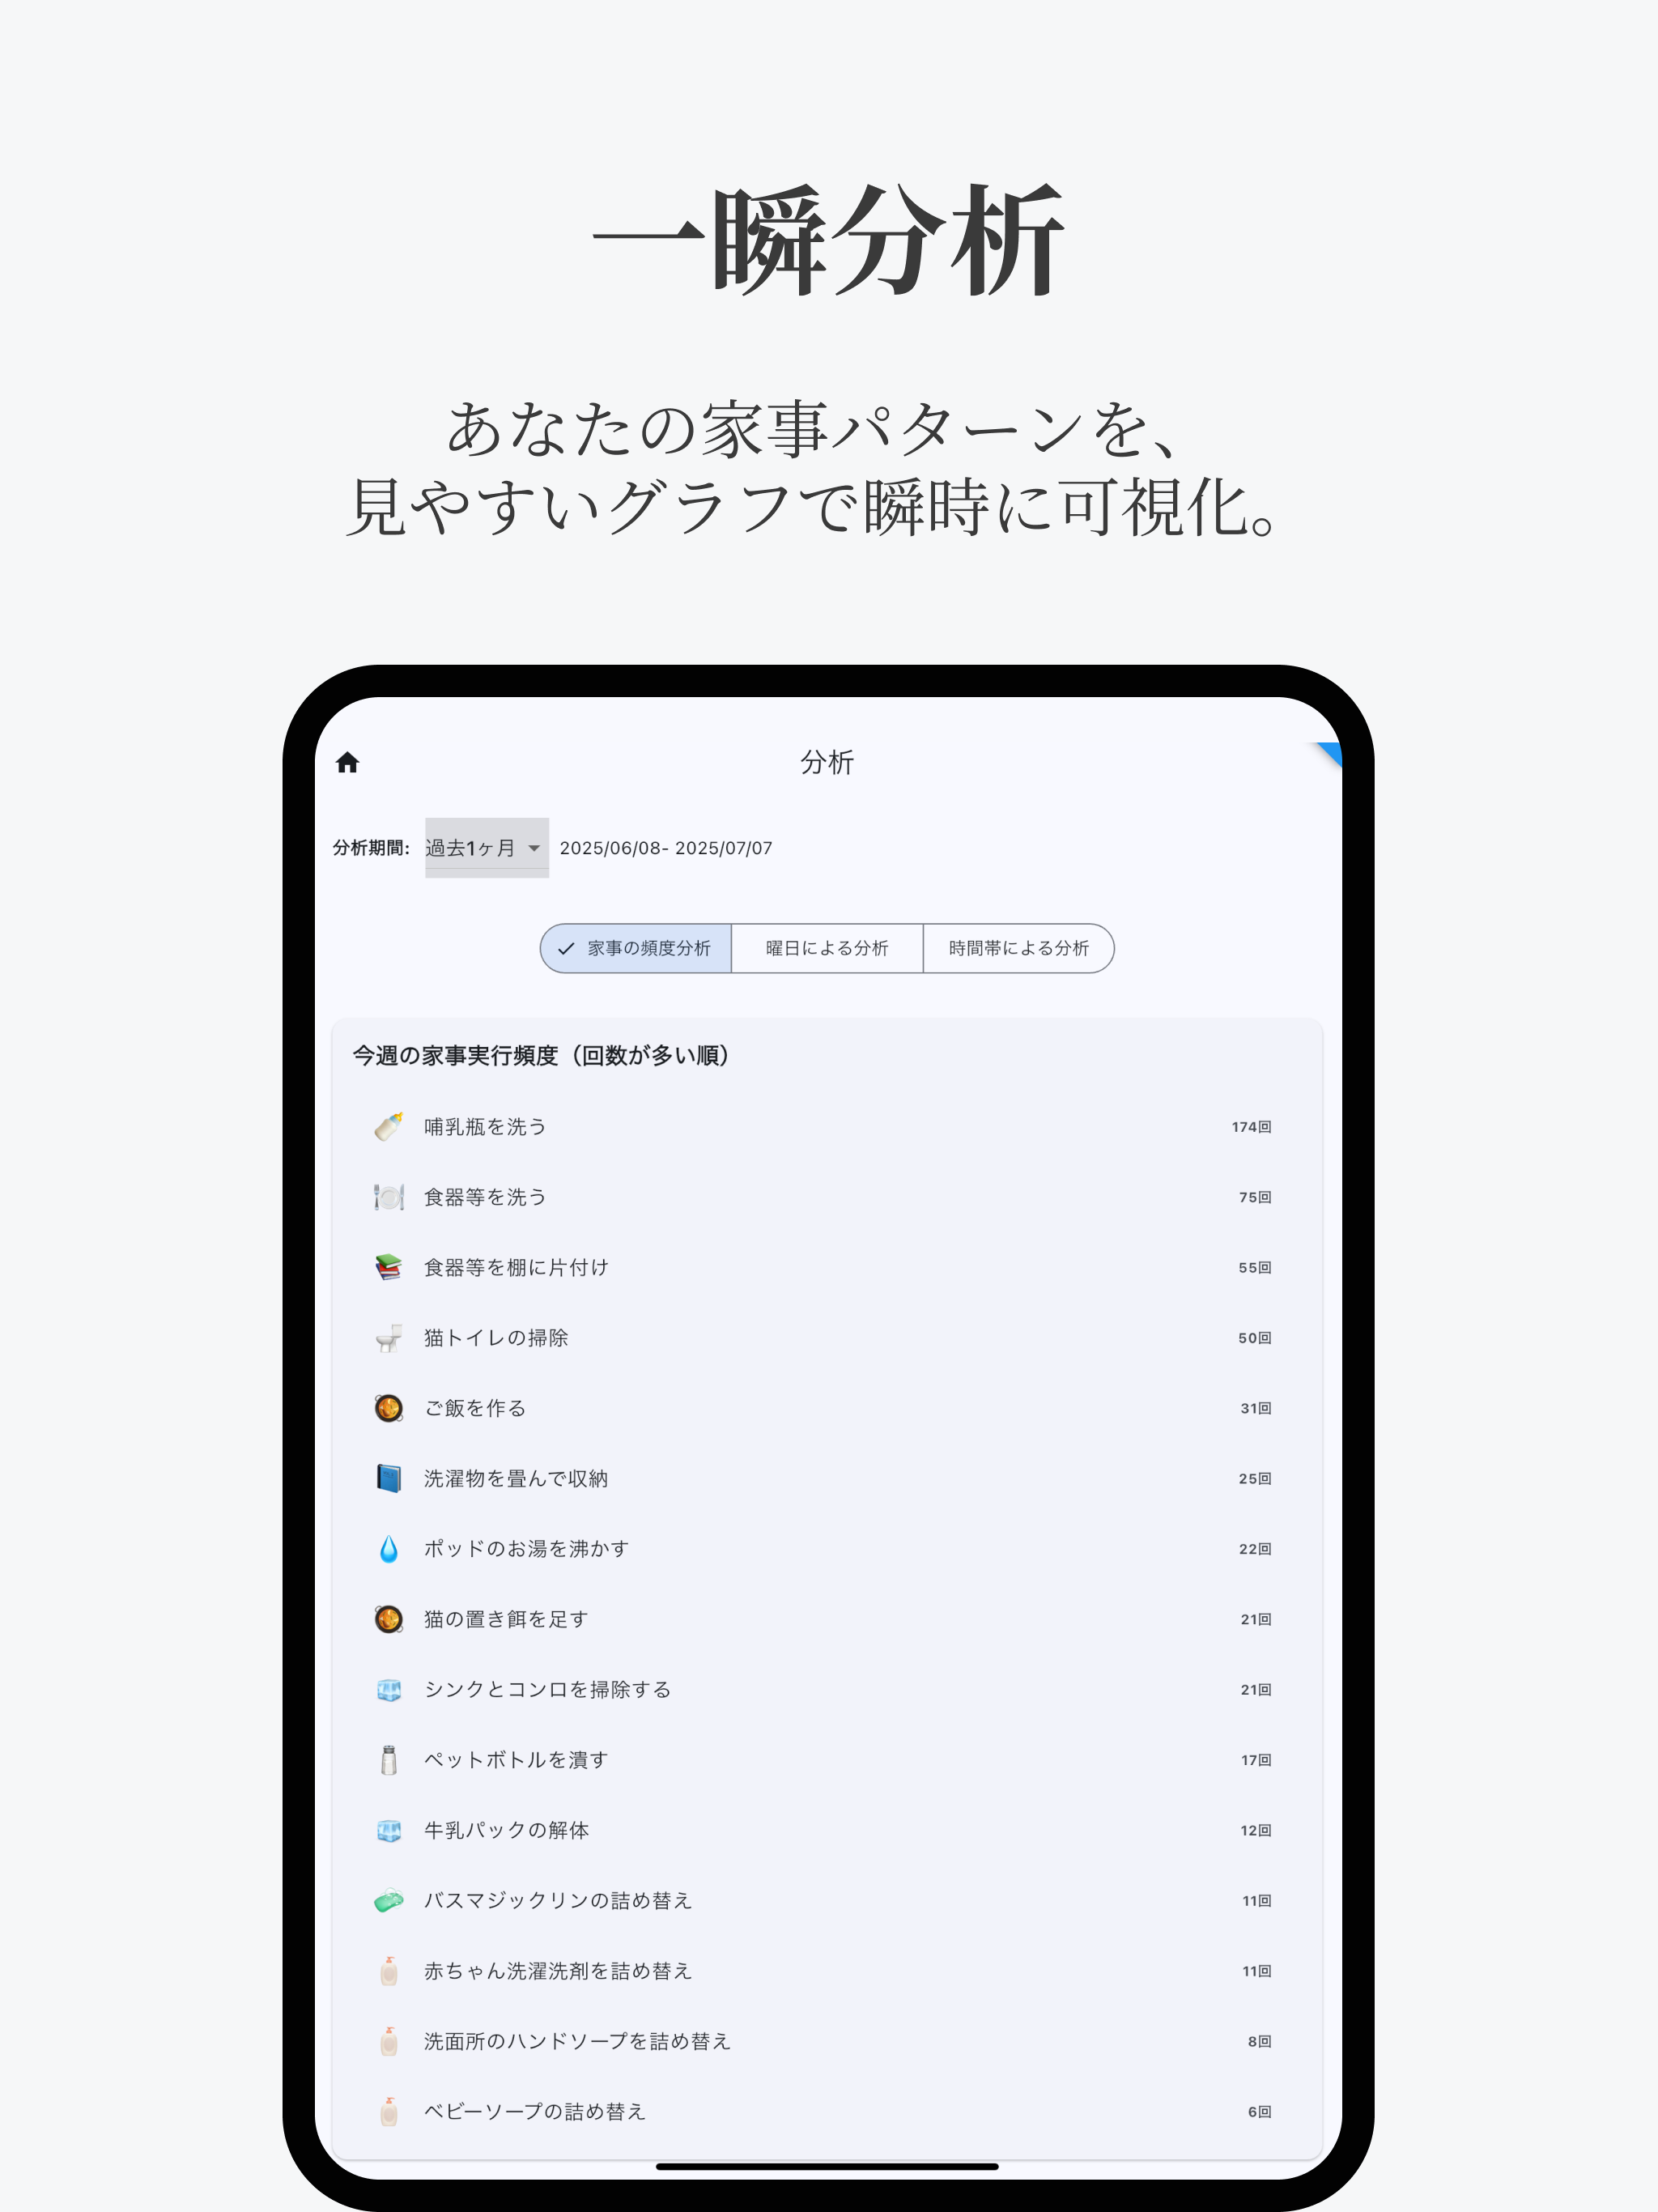 一瞬分析
あなたの家事パターンを、
見やすいグラフで瞬時に可視化。
分析
分析期間: 過去1ヶ月 2025/06/08- 2025/07/07
家事の頻度分析 曜日による分析 時間帯による分析
今週の家事実行頻度（回数が多い順）
哺乳瓶を洗う 174回
食器等を洗う 75回
食器等を棚に片付け 55回
猫トイレの掃除 50回
ご飯を作る 31回
洗濯物を畳んで収納 25回
ポッドのお湯を沸かす 22回
猫の置き餌を足す 21回
シンクとコンロを掃除する 21回
ペットボトルを潰す 17回
牛乳パックの解体 12回
バスマジックリンの詰め替え 11回
赤ちゃん洗濯洗剤を詰め替え 11回
洗面所のハンドソープを詰め替え 8回
ベビーソープの詰め替え 6回